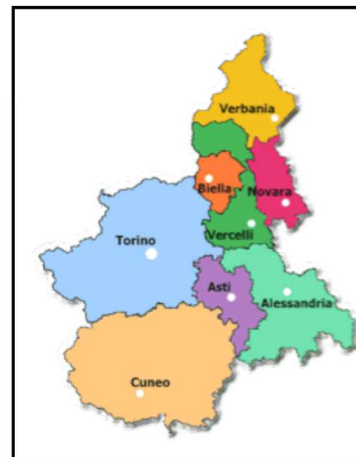 Verbania
Biella
Novara
Vercelli
Torino
Asti
Alessandria
Cuneo